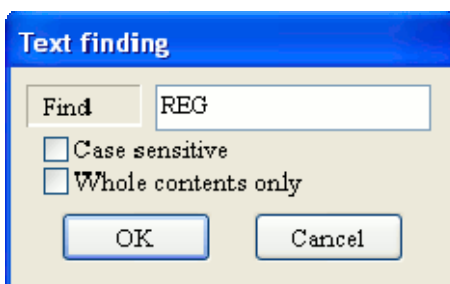 Text finding
Find REG
Case sensitive
Whole contents only
OK Cancel